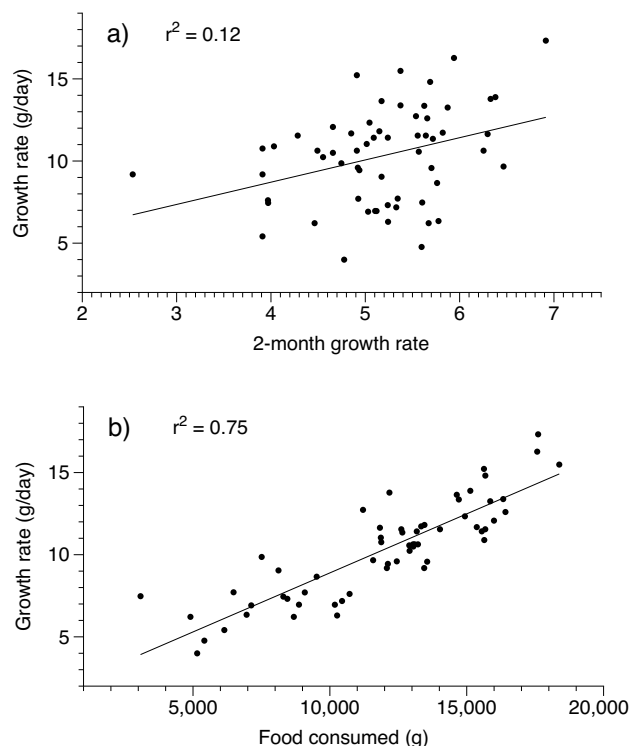 a)
r² = 0.12
Growth rate (g/day)
15
10
5
2
3
4
5
6
7
2-month growth rate
b)
r² = 0.75
Growth rate (g/day)
15
10
5
5,000
10,000
15,000
20,000
Food consumed (g)